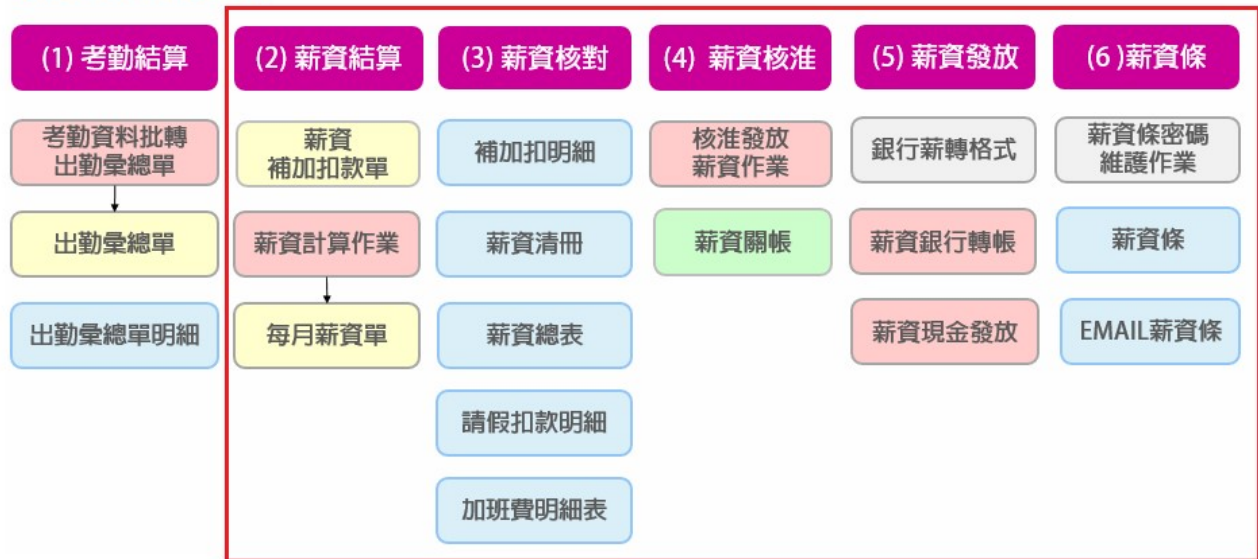 (1) 考勤結算
考勤資料批轉
出勤彙總單
出勤彙總單
出勤彙總單明細
(2) 薪資結算
薪資
補加扣款單
薪資計算作業
每月薪資單
(3) 薪資核對
補加扣明細
薪資清冊
薪資總表
請假扣款明細
加班費明細表
(4) 薪資核准
核准發放
薪資作業
薪資關帳
(5) 薪資發放
銀行薪轉格式
薪資銀行轉帳
薪資現金發放
(6 )薪資條
薪資條密碼
維護作業
薪資條
EMAIL薪資條